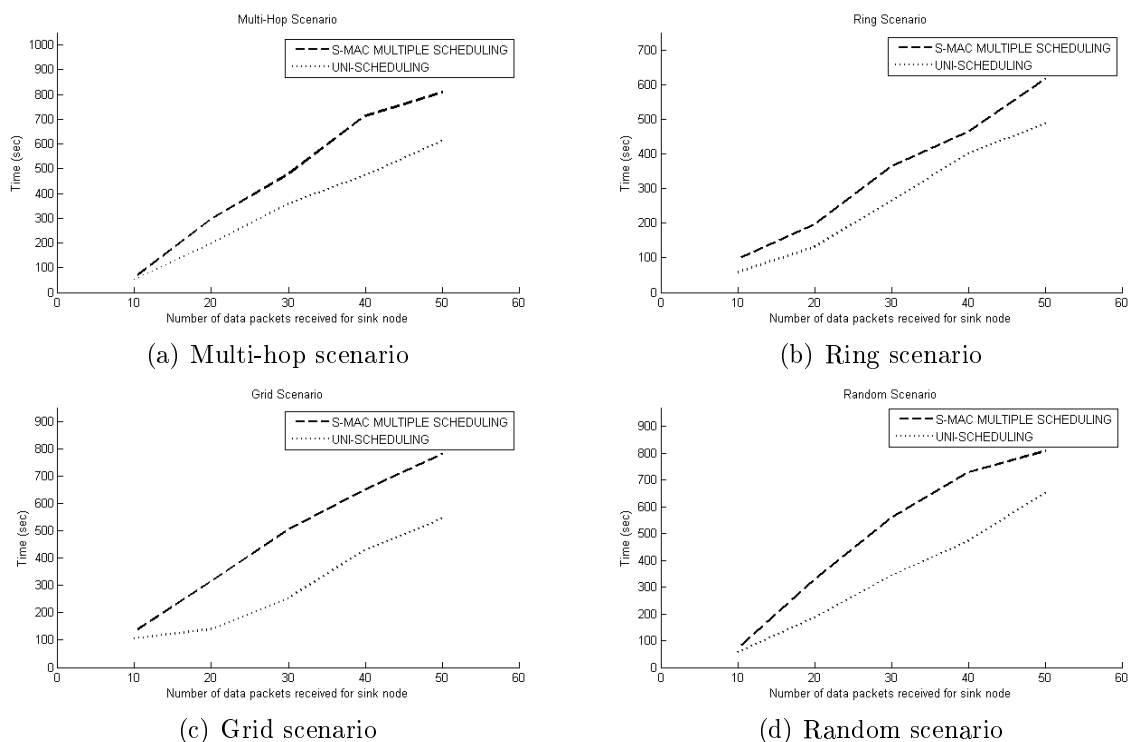 Multi-Hop Scenario
1000
900
800
700
600
500
400
300
200
100
0
Time (sec)
S-MAC MULTIPLE SCHEDULING
UNI-SCHEDULING
0 10 20 30 40 50 60
Number of data packets received for sink node
(a) Multi-hop scenario
Ring Scenario
700
600
500
400
300
200
100
0
Time (sec)
S-MAC MULTIPLE SCHEDULING
UNI-SCHEDULING
0 10 20 30 40 50 60
Number of data packets received for sink node
(b) Ring scenario
Grid Scenario
900
800
700
600
500
400
300
200
100
0
Time (sec)
S-MAC MULTIPLE SCHEDULING
UNI-SCHEDULING
0 10 20 30 40 50 60
Number of data packets received for sink node
(c) Grid scenario
Random Scenario
900
800
700
600
500
400
300
200
100
0
Time (sec)
S-MAC MULTIPLE SCHEDULING
UNI-SCHEDULING
0 10 20 30 40 50 60
Number of data packets received for sink node
(d) Random scenario